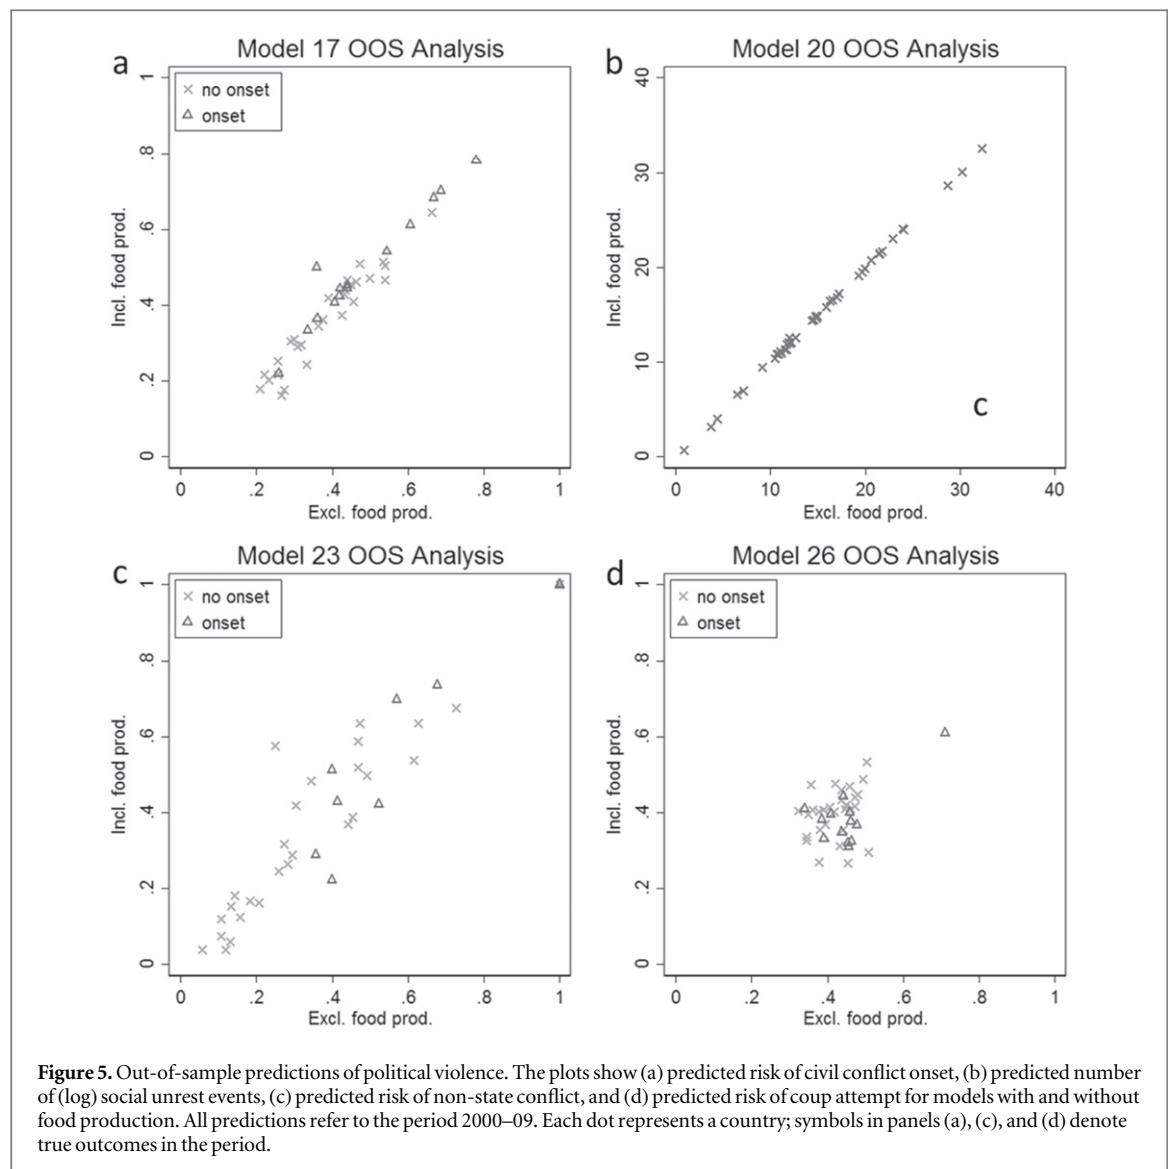 a
Model 17 OOS Analysis
no onset
onset
1
.8
.6
.4
.2
0
Incl. food prod.
0 .2 .4 .6 .8 1
Excl. food prod.
b
Model 20 OOS Analysis
40
30
20
10
0
Incl. food prod.
c
0 10 20 30 40
Excl. food prod.
c
Model 23 OOS Analysis
no onset
onset
1
.8
.6
.4
.2
0
Incl. food prod.
0 .2 .4 .6 .8 1
Excl. food prod.
d
Model 26 OOS Analysis
no onset
onset
1
.8
.6
.4
.2
0
Incl. food prod.
0 .2 .4 .6 .8 1
Excl. food prod.
Figure 5. Out-of-sample predictions of political violence. The plots show (a) predicted risk of civil conflict onset, (b) predicted number
of (log) social unrest events, (c) predicted risk of non-state conflict, and (d) predicted risk of coup attempt for models with and without
food production. All predictions refer to the period 2000–09. Each dot represents a country; symbols in panels (a), (c), and (d) denote
true outcomes in the period.